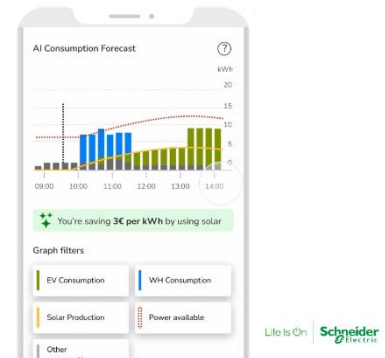 AI Consumption Forecast
?
kWh
20
15
10
5
0
09:00 10:00 11:00 12:00 13:00 14:00
You're saving 3€ per kWh by using solar
Graph filters
EV Consumption
WH Consumption
Solar Production
Power available
Other
Life Is On
Schneider
Electric